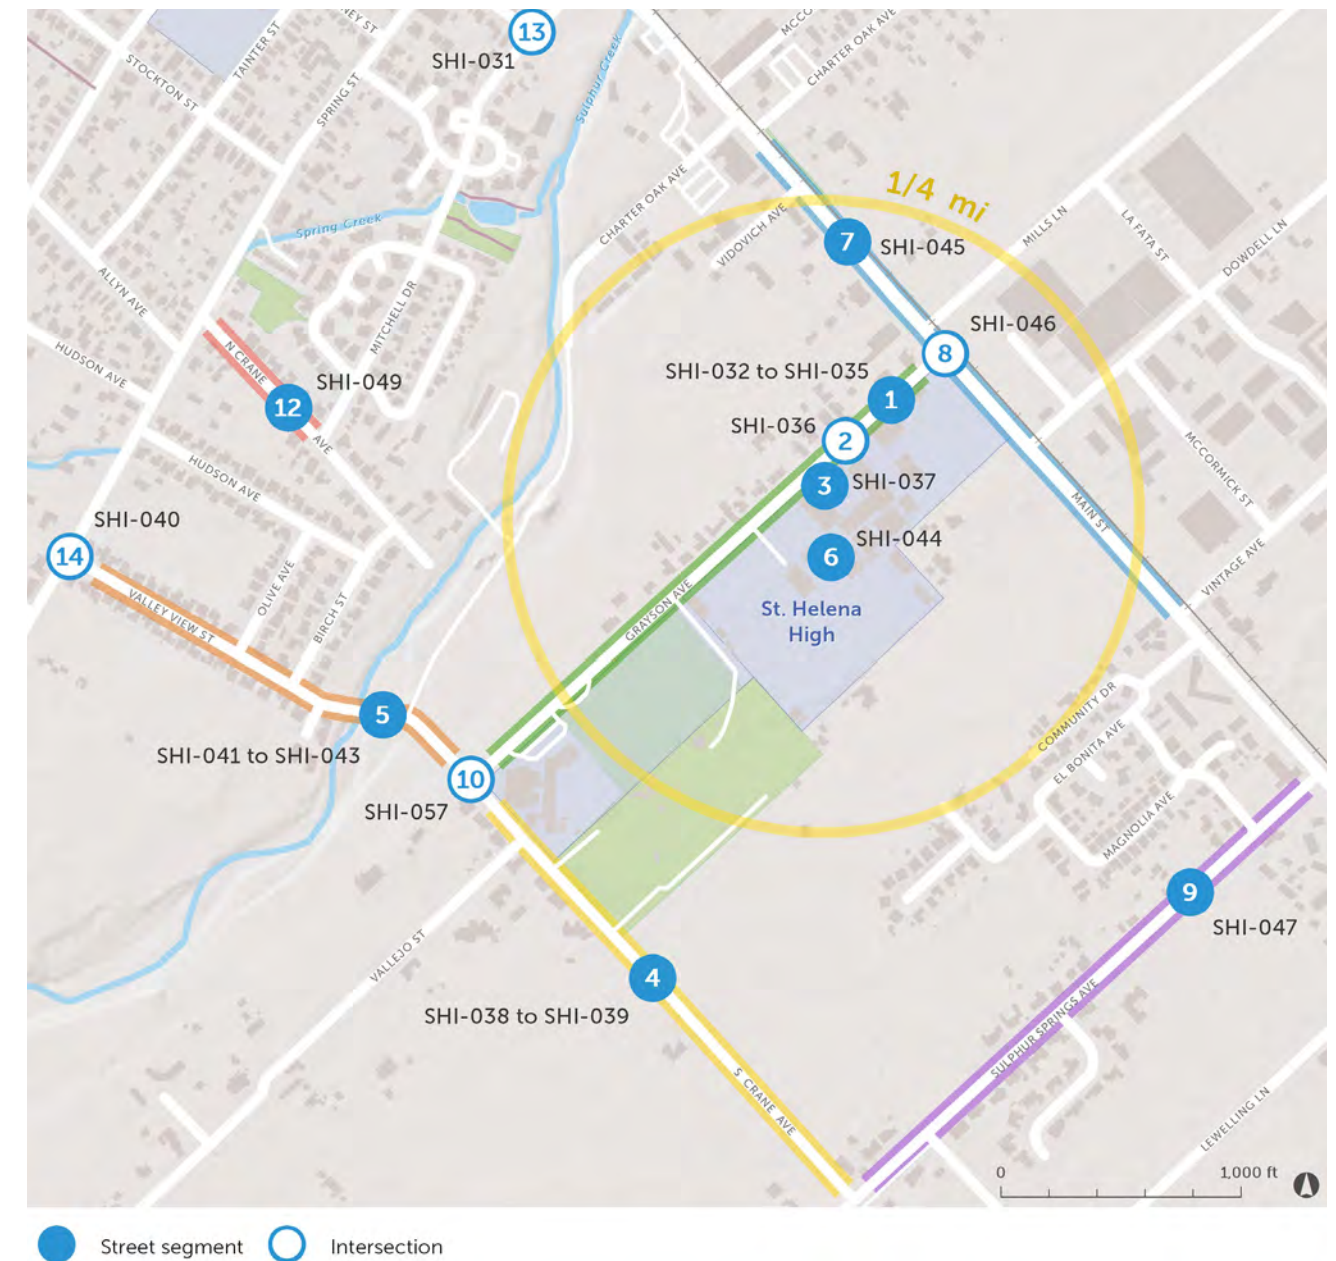 13
SHI-031
NEY ST
TAINTER ST
STOCKTON ST
SPRING ST
Sulphur Creek
MCCO
CHARTER OAK AVE
1/4 mi
CHARTER OAK AVE
VIDOVICH AVE
7
SHI-045
MILLS LN
LA FATA ST
DOWDELL LN
Spring Creek
ALLYN AVE
MITCHELL DR
HUDSON AVE
N CRANE
AVE
12
SHI-049
SHI-046
8
SHI-032 to SHI-035
1
SHI-036
2
3
SHI-037
MCCORMICK ST
HUDSON AVE
MAIN ST
SHI-040
14
SHI-044
6
VINTAGE AVE
OLIVE AVE
BIRCH ST
VALLEY VIEW ST
GRAYSON AVE
St. Helena
High
5
SHI-041 to SHI-043
COMMUNITY DR
EL BONITA AVE
10
SHI-057
MAGNOLIA AVE
9
SHI-047
VALLEJO ST
4
SHI-038 to SHI-039
SULPHUR SPRINGS AVE
S CRANE AVE
LEWELLING LN
0
1,000 ft
Street segment
Intersection